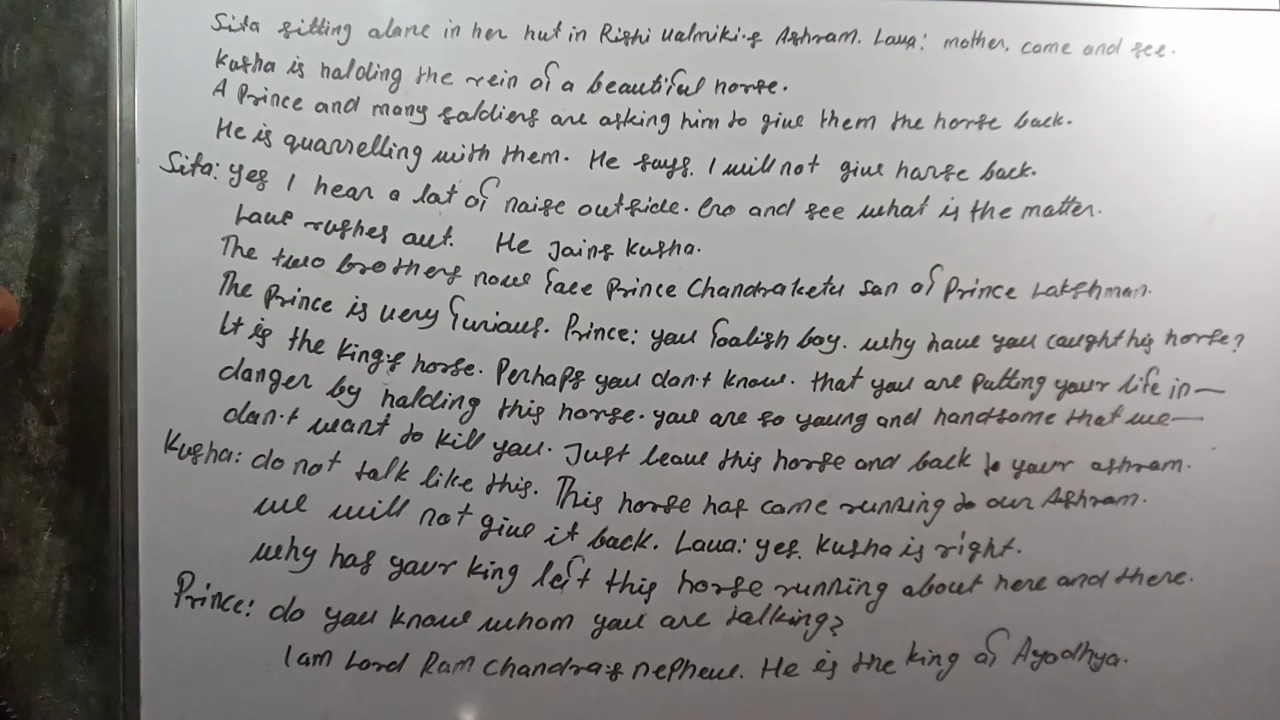 Sita sitting alone in her hut in Rishi Valmiki's Ashram. Lava: mother, come and see.
Kusha is holding the rein of a beautiful horse.
A Prince and many soldiers are asking him to give them the horse back.
He is quarrelling with them. He says. I will not give horse back.
Sita: yes I hear a lot of noise outside. Go and see what is the matter.
Lava rushes out. He Joins Kusha.
The two brothers now face Prince Chandraketu son of Prince Lakshman.
The Prince is very furious. Prince: you foolish boy. why have you caught his horse?
It is the king's horse. Perhaps you don't know. that you are putting your life in—
danger by holding this horse. you are so young and handsome that we—
don't want to kill you. Just leave this horse and back to your ashram.
Kusha: do not talk like this. This horse has come running to our Ashram.
we will not give it back. Lava: yes. Kusha is right.
why has your king left this horse running about here and there.
Prince: do you know whom you are talking?
I am Lord Ram Chandra's nephew. He is the king of Ayodhya.